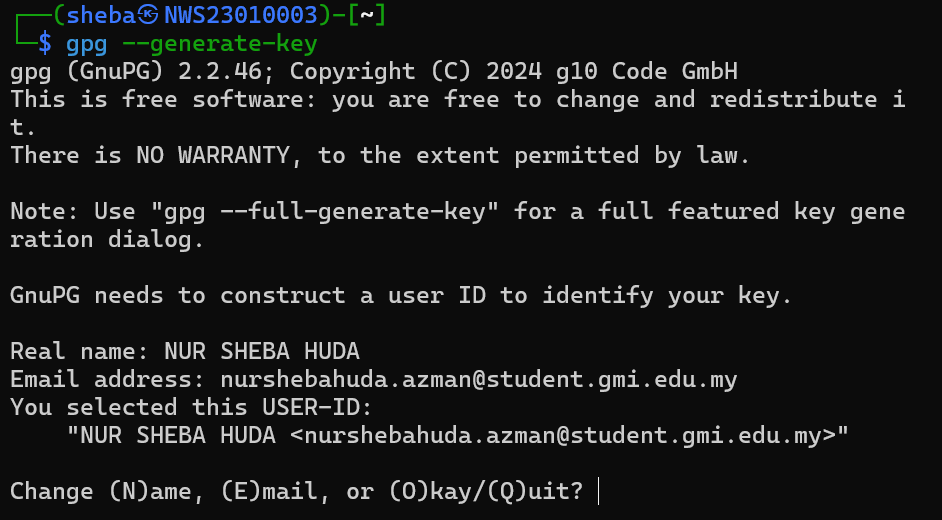 ┌──(sheba㉿NWS23010003)-[~]
└─$ gpg --generate-key
gpg (GnuPG) 2.2.46; Copyright (C) 2024 g10 Code GmbH
This is free software: you are free to change and redistribute i
t.
There is NO WARRANTY, to the extent permitted by law.

Note: Use "gpg --full-generate-key" for a full featured key gene
ration dialog.

GnuPG needs to construct a user ID to identify your key.

Real name: NUR SHEBA HUDA
Email address: nurshebahuda.azman@student.gmi.edu.my
You selected this USER-ID:
    "NUR SHEBA HUDA <nurshebahuda.azman@student.gmi.edu.my>"

Change (N)ame, (E)mail, or (O)kay/(Q)uit?